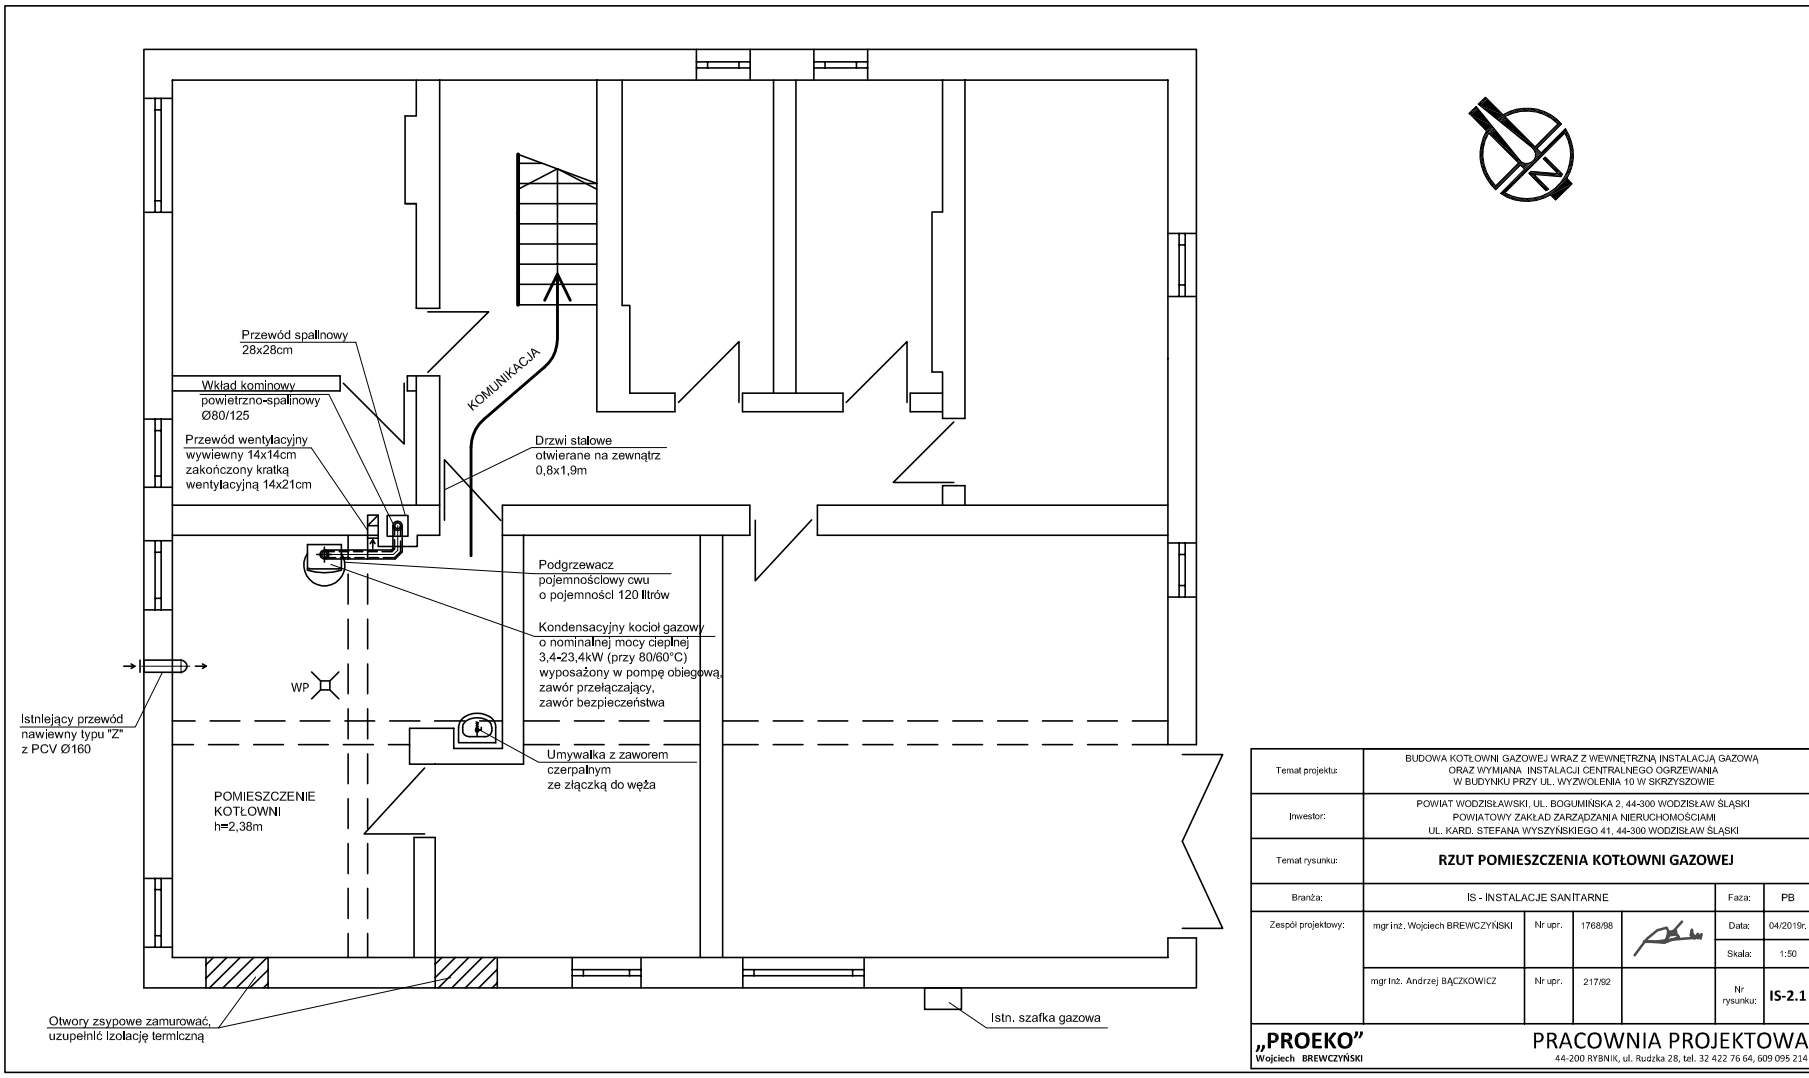 Przewód spalinowy
28x28cm
Wkład kominowy
powietrzno-spalinowy
Ø80/125
Przewód wentylacyjny
wywiewny 14x14cm
zakończony kratką
wentylacyjną 14x21cm
KOMUNIKACJA
Drzwi stalowe
otwierane na zewnątrz
0,8x1,9m
Podgrzewacz
pojemnościowy cwu
o pojemności 120 litrów
Kondensacyjny kocioł gazowy
o nominalnej mocy cieplnej
3,4-23,4kW (przy 80/60°C)
wyposażony w pompę obiegową,
zawór przełączający,
zawór bezpieczeństwa
WP
Istniejący przewód
nawiewny typu "Z"
z PCV Ø160
Umywalka z zaworem
czerpalnym
ze złączką do węża
POMIESZCZENIE
KOTŁOWNI
h=2,38m
Otwory zsypowe zamurować,
uzupełnić izolację termiczną
Istn. szafka gazowa
N
Temat projektu:
BUDOWA KOTŁOWNI GAZOWEJ WRAZ Z WEWNĘTRZNĄ INSTALACJĄ GAZOWĄ
ORAZ WYMIANA INSTALACJI CENTRALNEGO OGRZEWANIA
W BUDYNKU PRZY UL. WYZWOLENIA 10 W SKRZYSZOWIE
Inwestor:
POWIAT WODZISŁAWSKI, UL. BOGUMIŃSKA 2, 44-300 WODZISŁAW ŚLĄSKI
POWIATOWY ZAKŁAD ZARZĄDZANIA NIERUCHOMOŚCIAMI
UL. KARD. STEFANA WYSZYŃSKIEGO 41, 44-300 WODZISŁAW ŚLĄSKI
Temat rysunku:
RZUT POMIESZCZENIA KOTŁOWNI GAZOWEJ
Branża:
IS - INSTALACJE SANITARNE
Faza:
PB
Zespół projektowy:
mgr inż. Wojciech BREWCZYŃSKI
Nr upr.
1768/98
Data:
04/2019r.
Skala:
1:50
mgr inż. Andrzej BĄCZKOWICZ
Nr upr.
217/92
Nr
rysunku:
IS-2.1
„PROEKO”
Wojciech BREWCZYŃSKI
PRACOWNIA PROJEKTOWA
44-200 RYBNIK, ul. Rudzka 28, tel. 32 422 76 64, 609 095 214